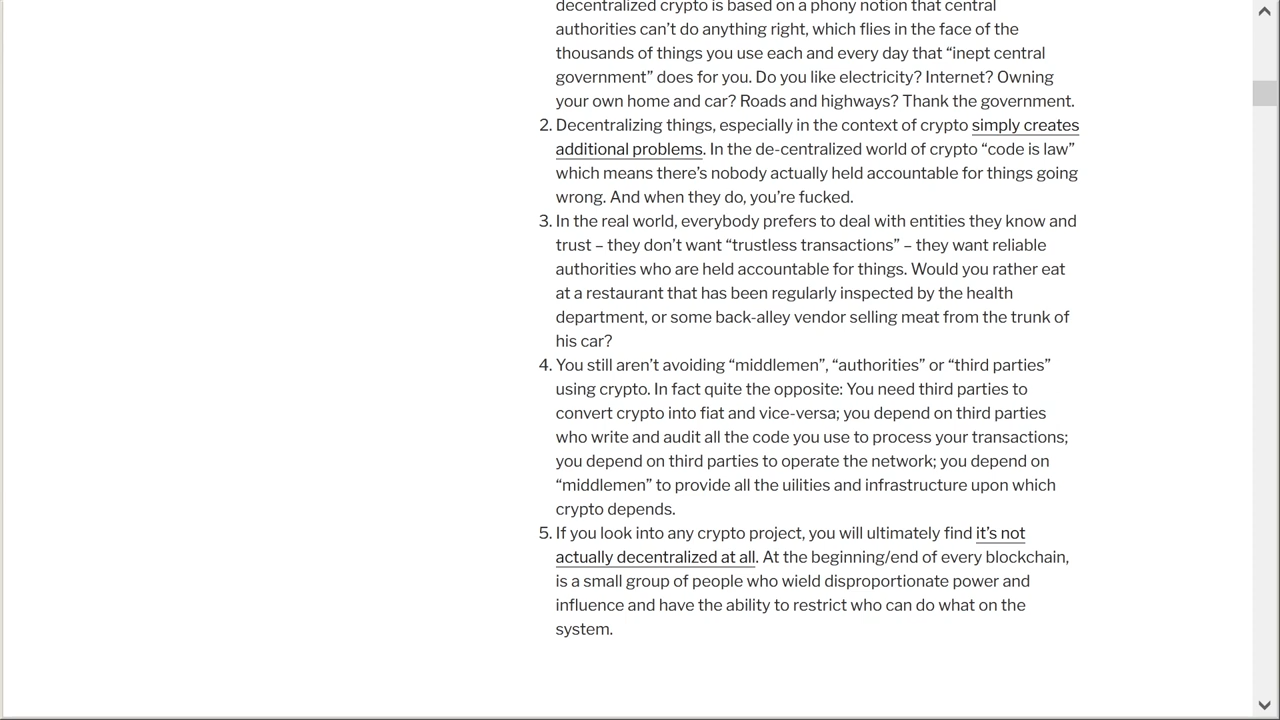 decentralized crypto is based on a phony notion that central
authorities can’t do anything right, which flies in the face of the
thousands of things you use each and every day that “inept central
government” does for you. Do you like electricity? Internet? Owning
your own home and car? Roads and highways? Thank the government.
2. Decentralizing things, especially in the context of crypto simply creates
additional problems. In the de-centralized world of crypto “code is law”
which means there’s nobody actually held accountable for things going
wrong. And when they do, you’re fucked.
3. In the real world, everybody prefers to deal with entities they know and
trust – they don’t want “trustless transactions” – they want reliable
authorities who are held accountable for things. Would you rather eat
at a restaurant that has been regularly inspected by the health
department, or some back-alley vendor selling meat from the trunk of
his car?
4. You still aren’t avoiding “middlemen”, “authorities” or “third parties”
using crypto. In fact quite the opposite: You need third parties to
convert crypto into fiat and vice-versa; you depend on third parties
who write and audit all the code you use to process your transactions;
you depend on third parties to operate the network; you depend on
“middlemen” to provide all the uilities and infrastructure upon which
crypto depends.
5. If you look into any crypto project, you will ultimately find it’s not
actually decentralized at all. At the beginning/end of every blockchain,
is a small group of people who wield disproportionate power and
influence and have the ability to restrict who can do what on the
system.